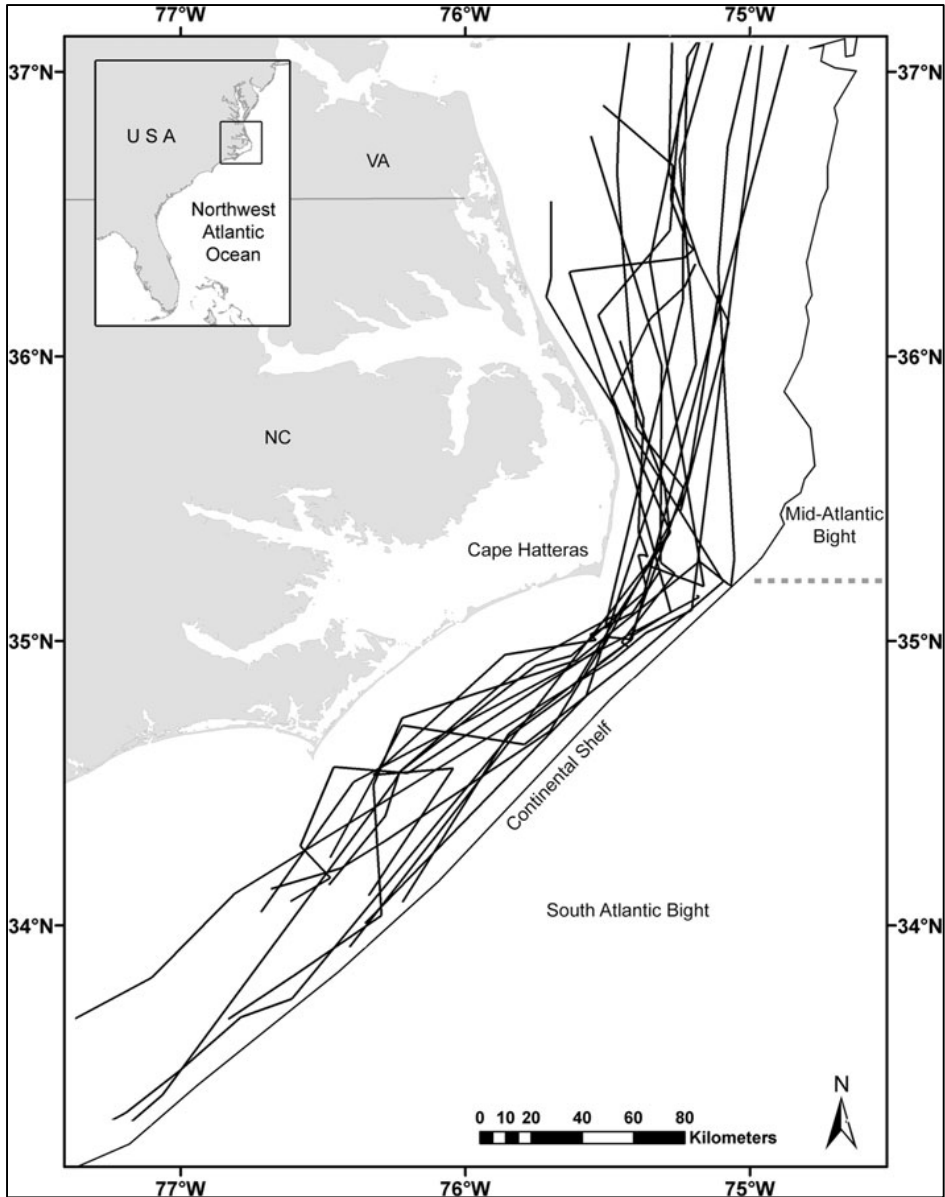 77°W 76°W 75°W
37°N 37°N
U S A
VA
Northwest
Atlantic
Ocean
36°N 36°N
NC
Mid-Atlantic
Bight
Cape Hatteras
35°N 35°N
Continental Shelf
South Atlantic Bight
34°N 34°N
N
0 10 20 40 60 80
Kilometers
77°W 76°W 75°W